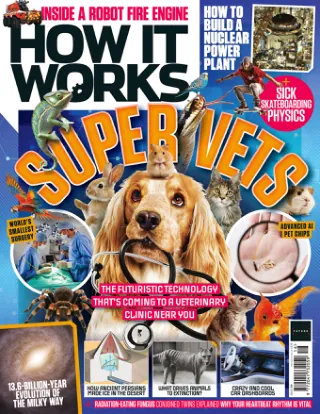 INSIDE A ROBOT FIRE ENGINE
HOW IT
WORKS
HOW TO
BUILD A
NUCLEAR
POWER
PLANT
+
SICK
SKATEBOARDING
PHYSICS
SUPER VETS
WORLD'S
SMALLEST
SURGERY
ADVANCED AI
PET CHIPS
THE FUTURISTIC TECHNOLOGY
THAT'S COMING TO A VETERINARY
CLINIC NEAR YOU
13.6-BILLION-YEAR
EVOLUTION OF
THE MILKY WAY
HOW ANCIENT PERSIANS
MADE ICE IN THE DESERT
WHAT DRIVES ANIMALS
TO EXTINCTION?
CRAZY AND COOL
CAR DASHBOARDS
FUTURE
RADIATION-EATING FUNGUS CONJOINED TWINS EXPLAINED WHY YOUR HEARTBEAT RHYTHM IS VITAL